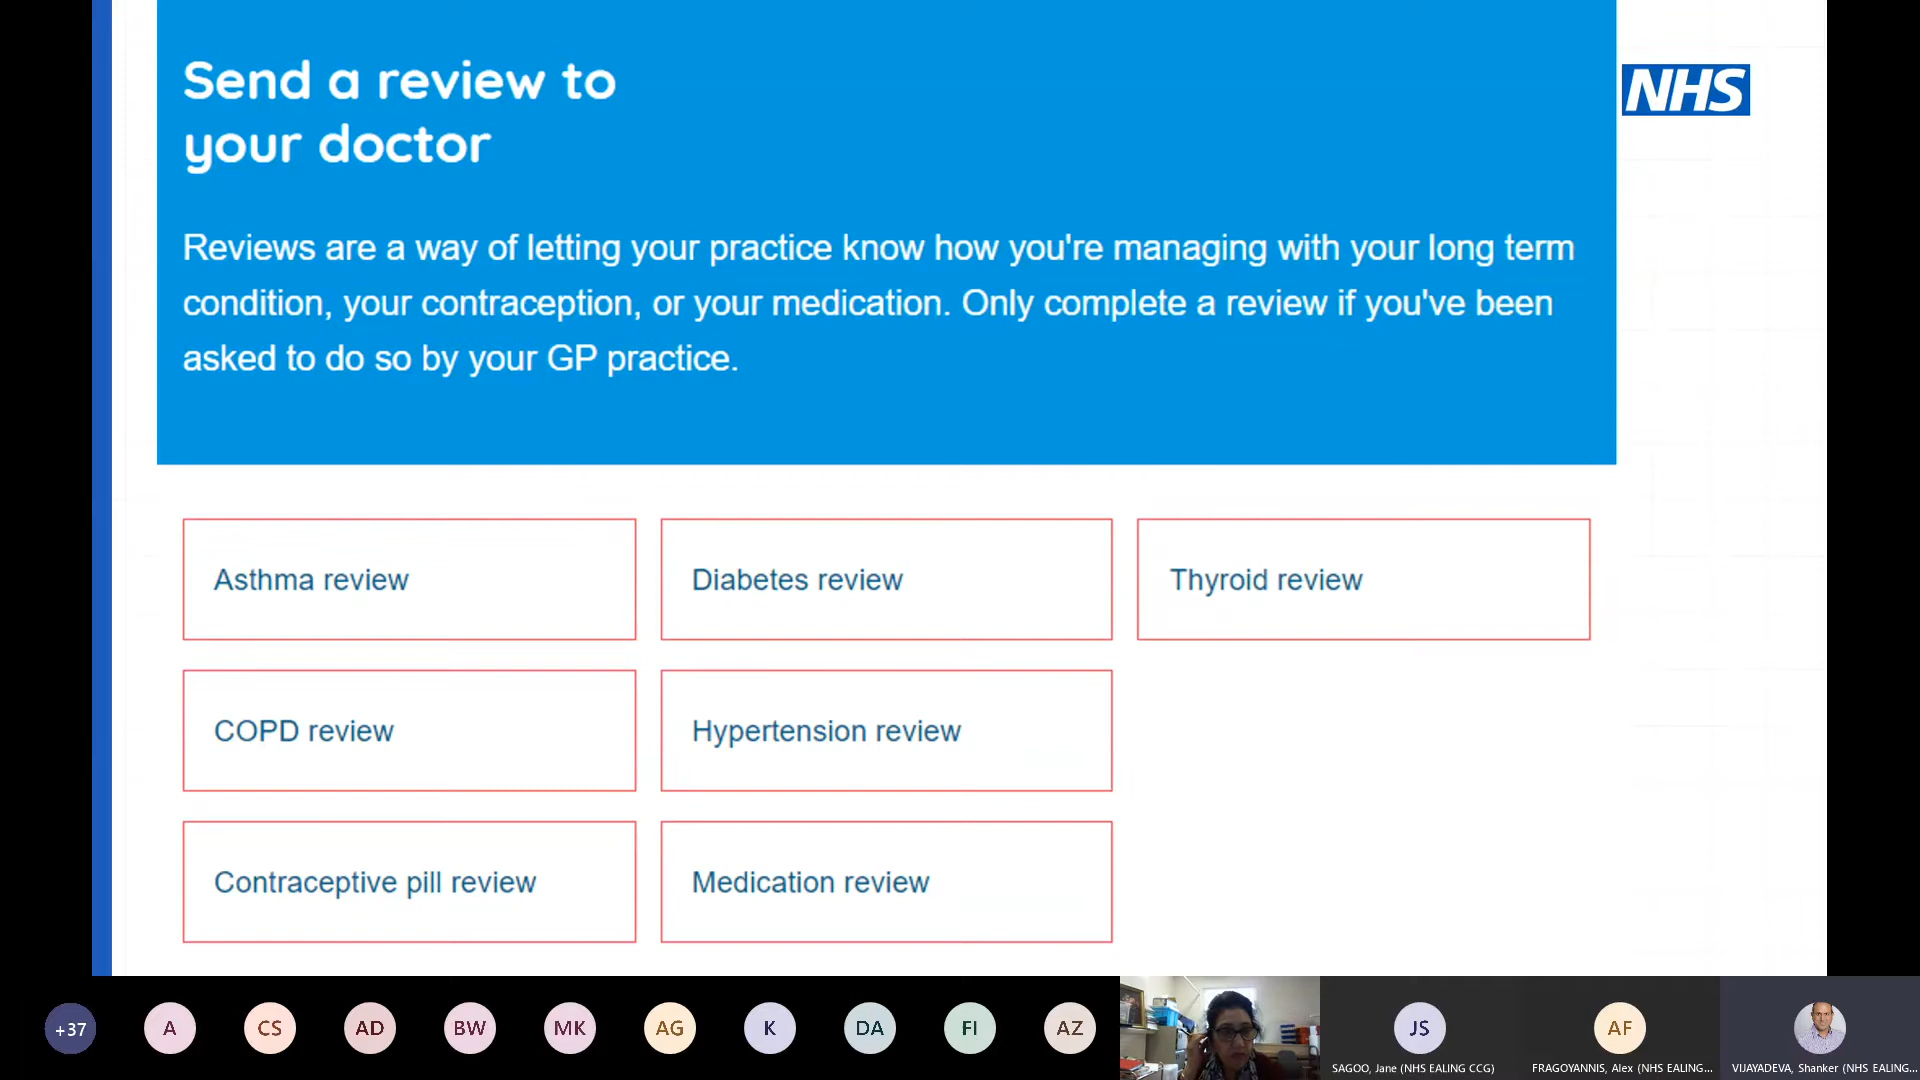 Send a review to
your doctor
NHS
Reviews are a way of letting your practice know how you're managing with your long term
condition, your contraception, or your medication. Only complete a review if you've been
asked to do so by your GP practice.
Asthma review
Diabetes review
Thyroid review
COPD review
Hypertension review
Contraceptive pill review
Medication review
+37
A
CS
AD
BW
MK
AG
K
DA
FI
AZ
JS
AF
SAGOO, Jane (NHS EALING CCG)
FRAGOYANNIS, Alex (NHS EALING...
VIJAYADEVA, Shanker (NHS EALING...